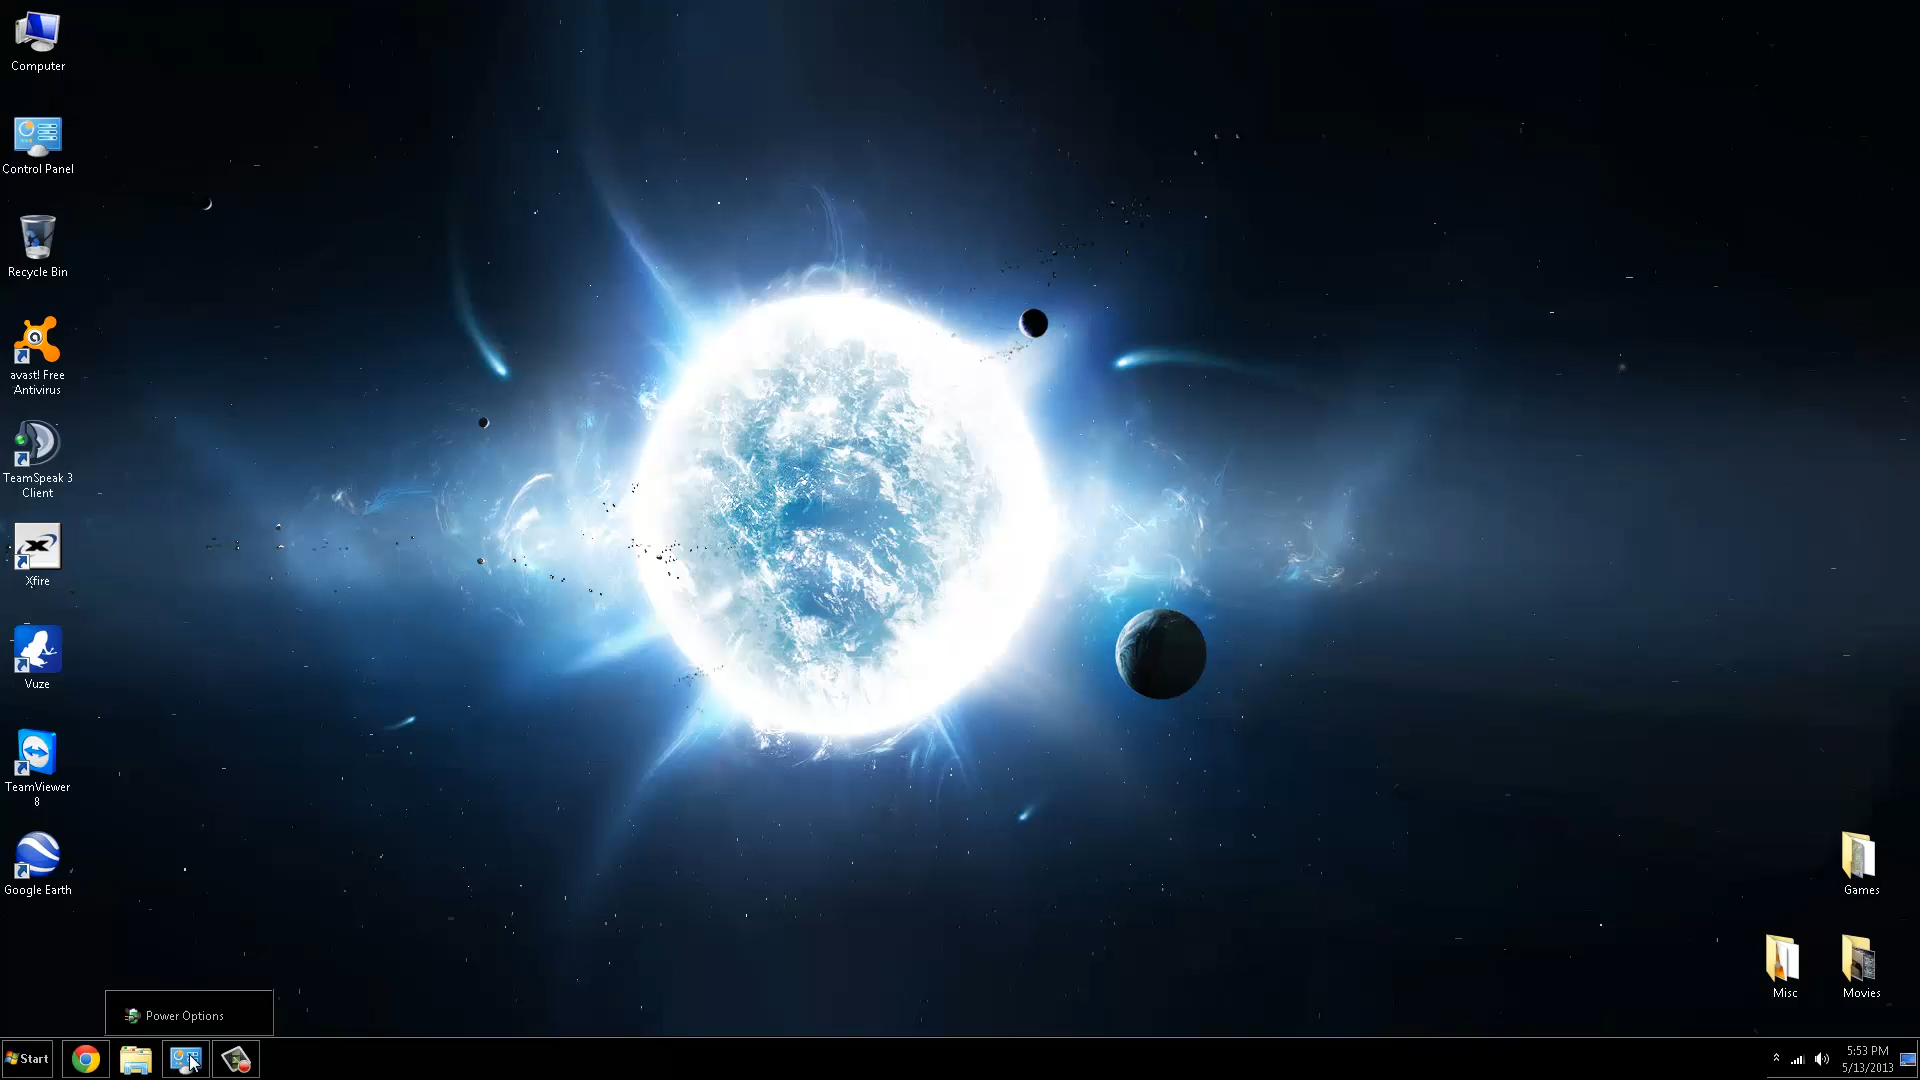 Computer
Control Panel
Recycle Bin
avast! Free
Antivirus
TeamSpeak 3
Client
Xfire
Vuze
TeamViewer
8
Google Earth
Games
Misc
Movies
Power Options
Start
5:53 PM
5/13/2013